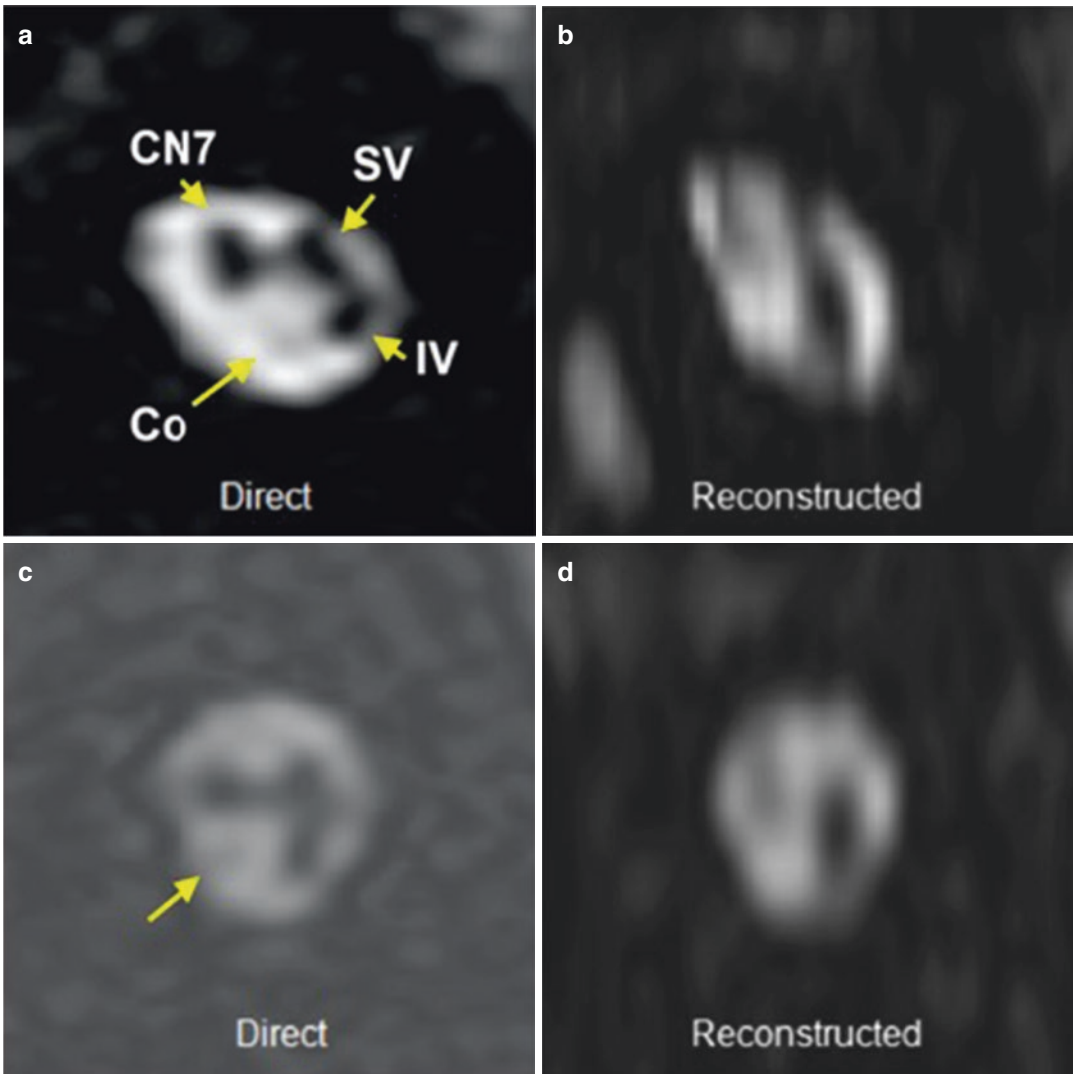 a
CN7
SV
IV
Co
Direct
b
Reconstructed
c
Direct
d
Reconstructed